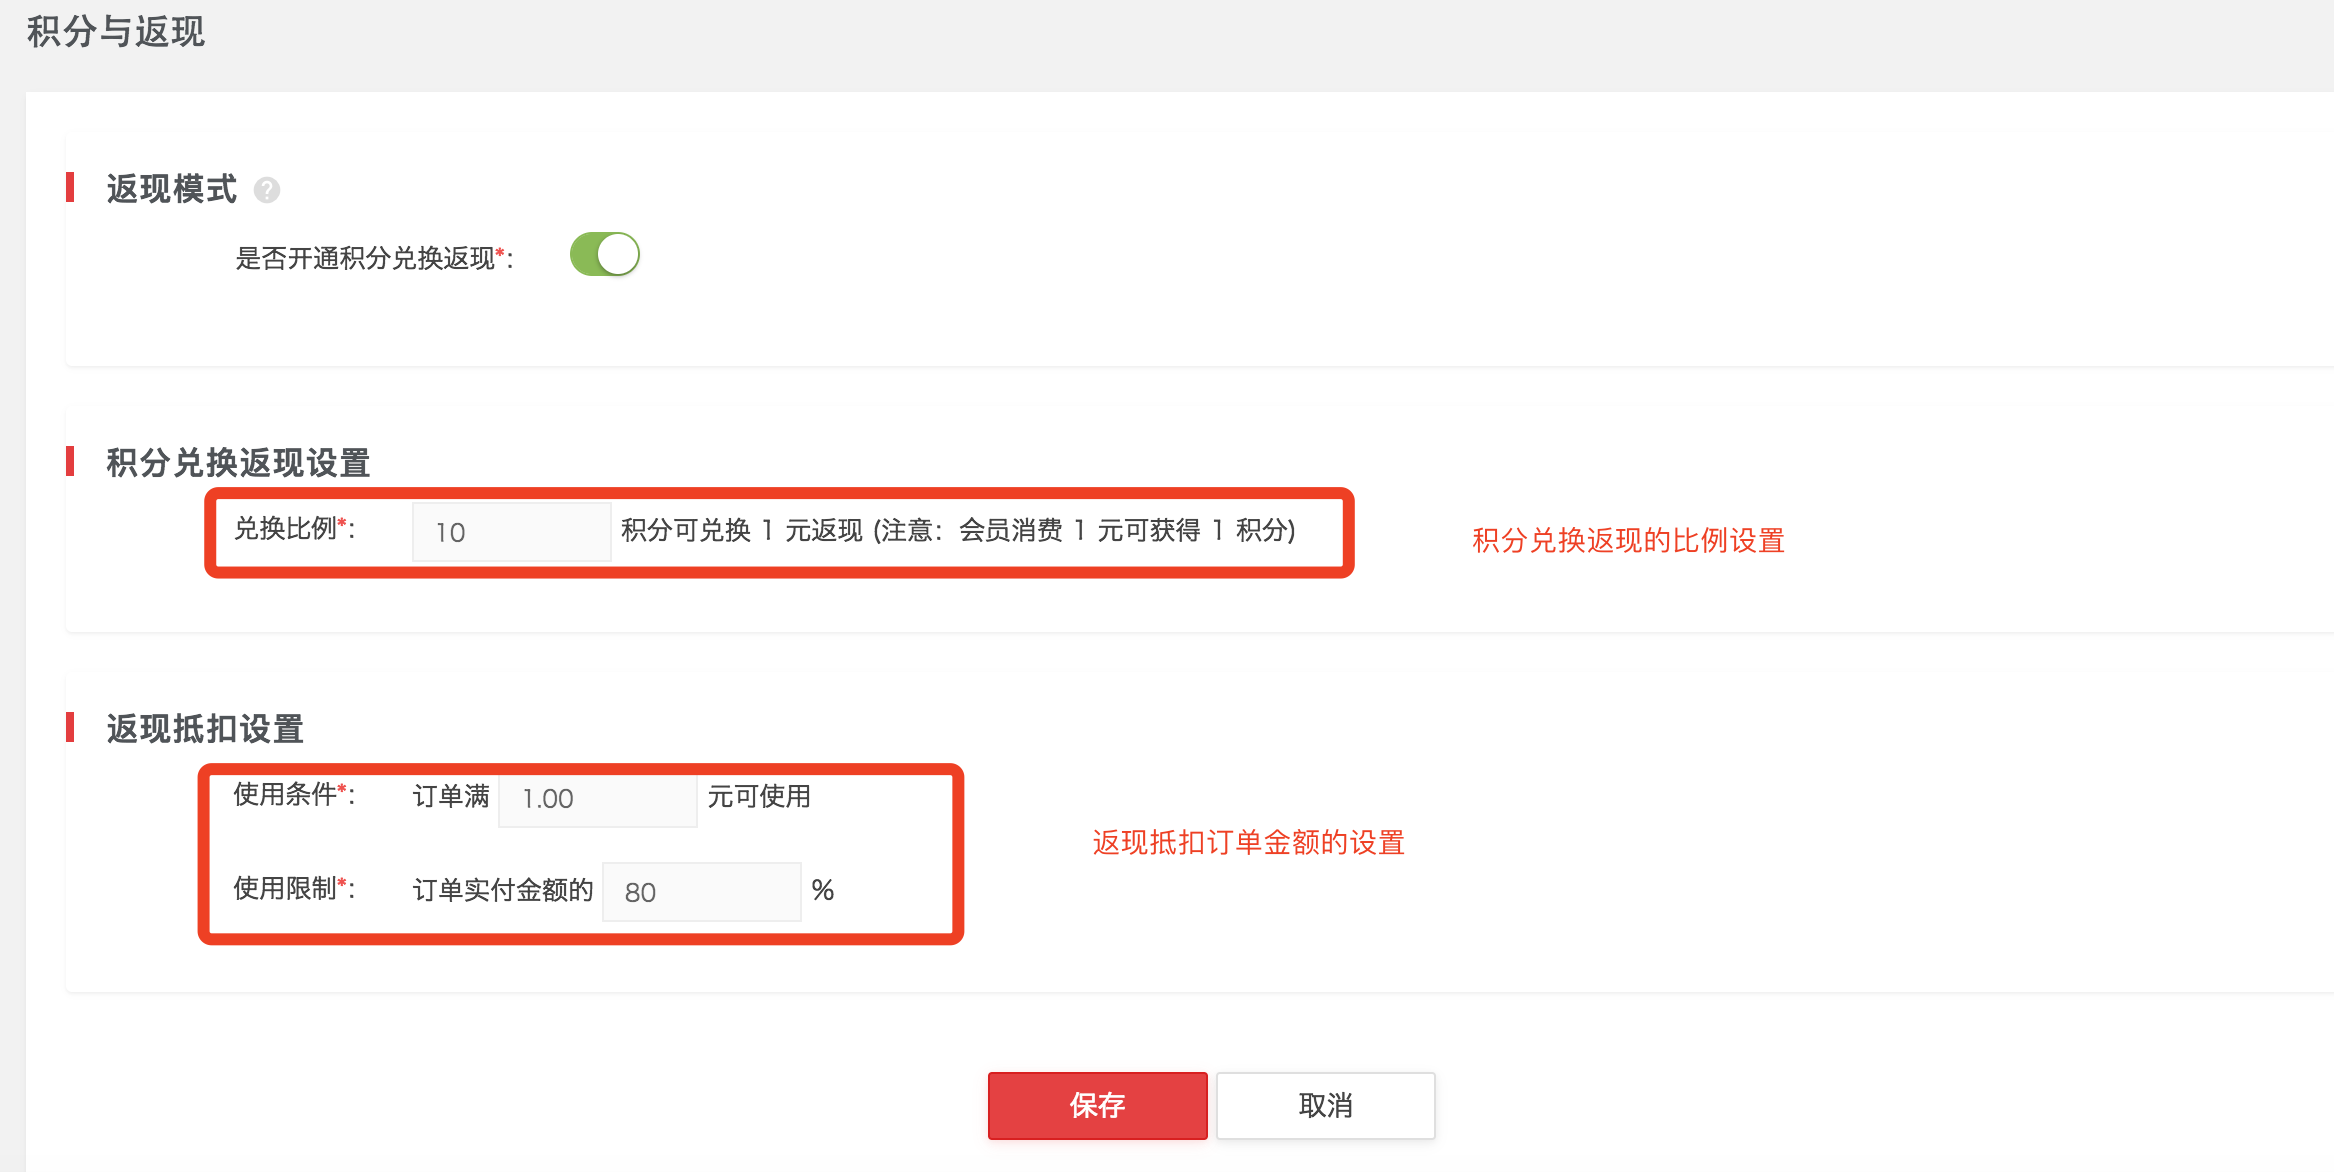 积分与返现
返现模式 ?
是否开通积分兑换返现*:
积分兑换返现设置
兑换比例*: 10 积分可兑换 1 元返现 (注意: 会员消费 1 元可获得 1 积分)
积分兑换返现的比例设置
返现抵扣设置
使用条件*: 订单满 1.00 元可使用
返现抵扣订单金额的设置
使用限制*: 订单实付金额的 80 %
保存 取消